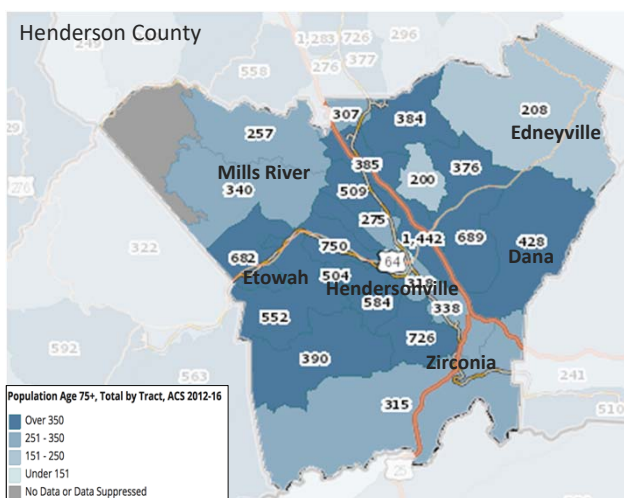 Henderson County
1,283
726
296
249
276
377
558
307
384
208
Edneyville
257
385
376
Mills River
509
200
340
275
1,442
689
428
Dana
322
682
750
64
Etowah
504
Hendersonville
318
584
338
552
592
726
Zirconia
390
563
241
315
510
25
Population Age 75+, Total by Tract, ACS 2012-16
Over 350
251 - 350
151 - 250
Under 151
No Data or Data Suppressed